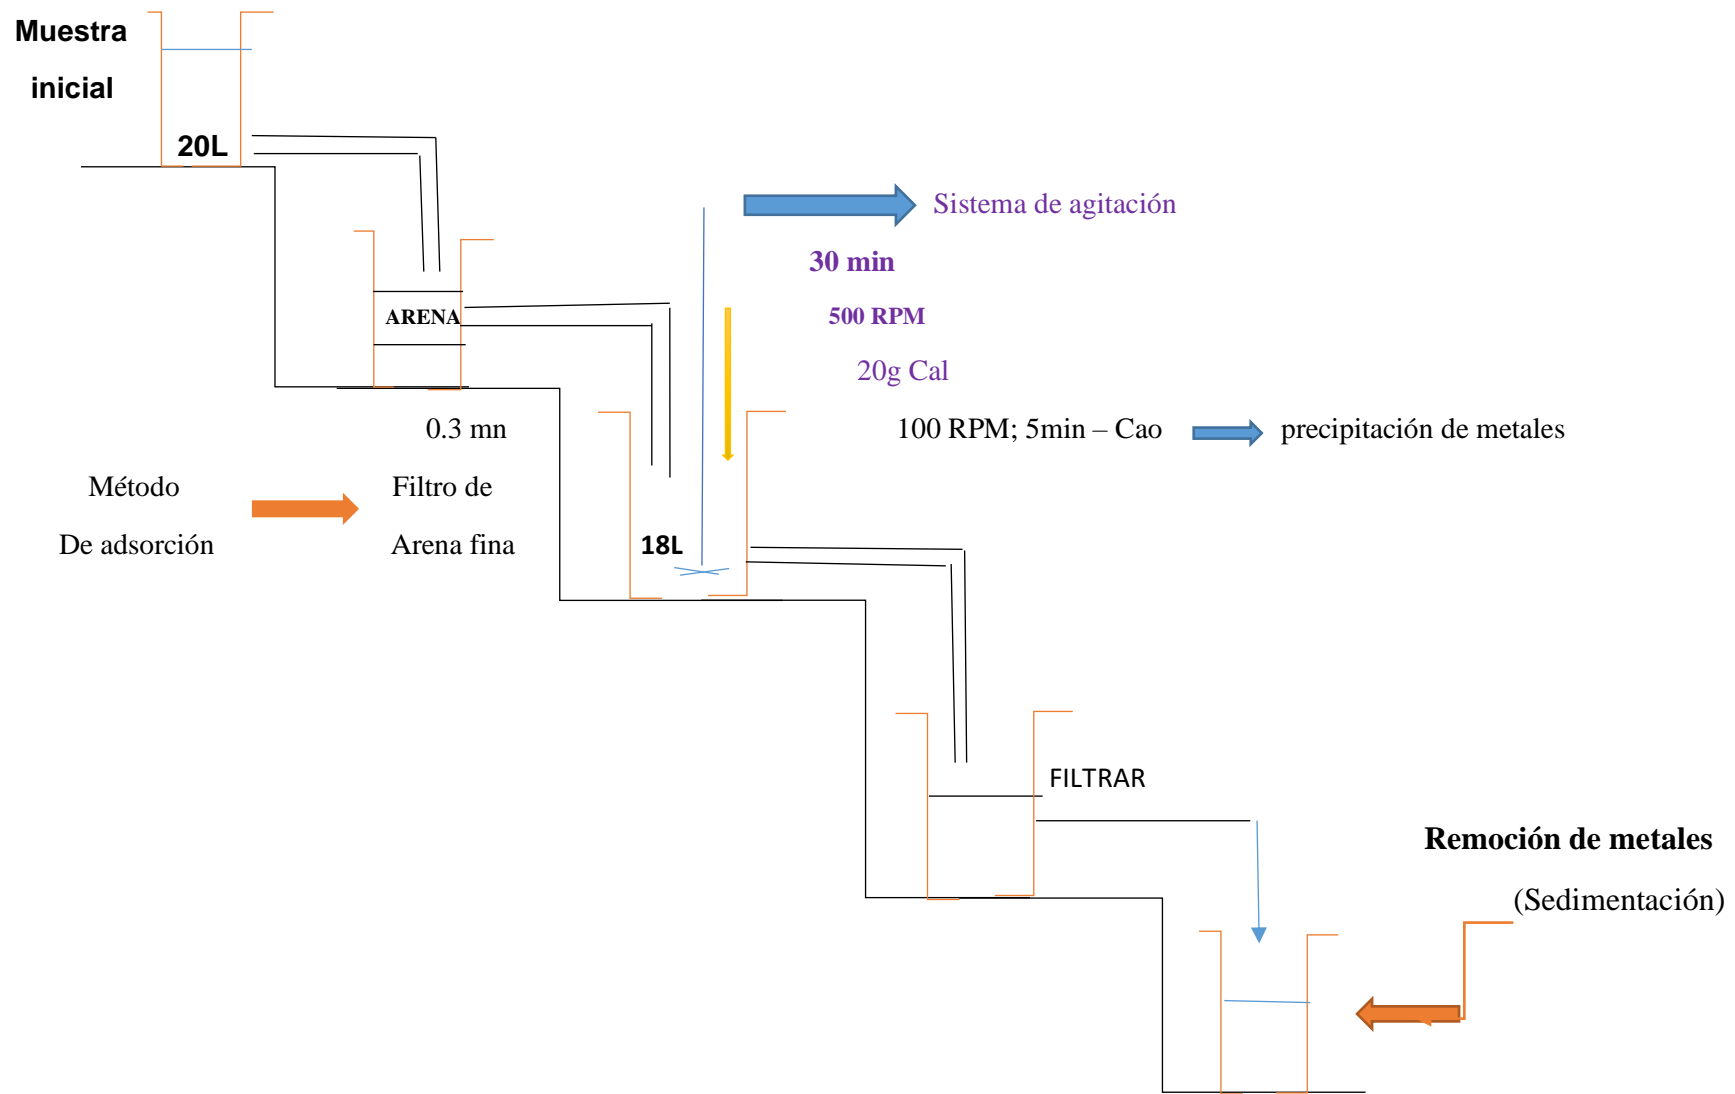 Muestra
inicial
20L
Sistema de agitación
30 min
ARENA
500 RPM
20g Cal
0.3 mn
100 RPM; 5min – Cao
precipitación de metales
Método
De adsorción
Filtro de
Arena fina
18L
FILTRAR
Remoción de metales
(Sedimentación)